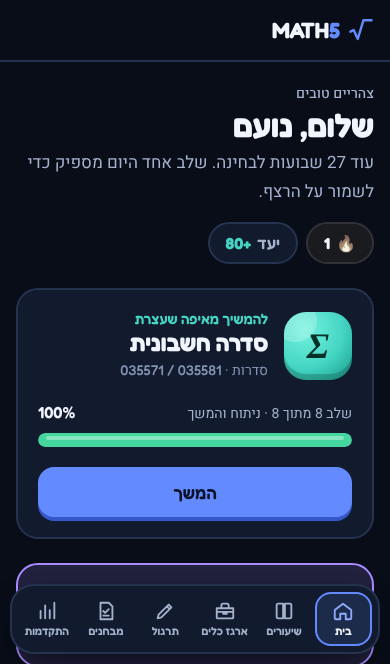 MATH5
צהריים טובים
שלום, נועם
עוד 27 שבועות לבחינה. שלב אחד היום מספיק כדי
לשמור על הרצף.
1
יעד 80+
Σ
להמשיך מאיפה שעצרת
סדרה חשבונית
סדרות · 035581 / 035571
שלב 8 מתוך 8 · ניתוח והמשך
100%
המשך
בית
שיעורים
ארגז כלים
תרגול
מבחנים
התקדמות